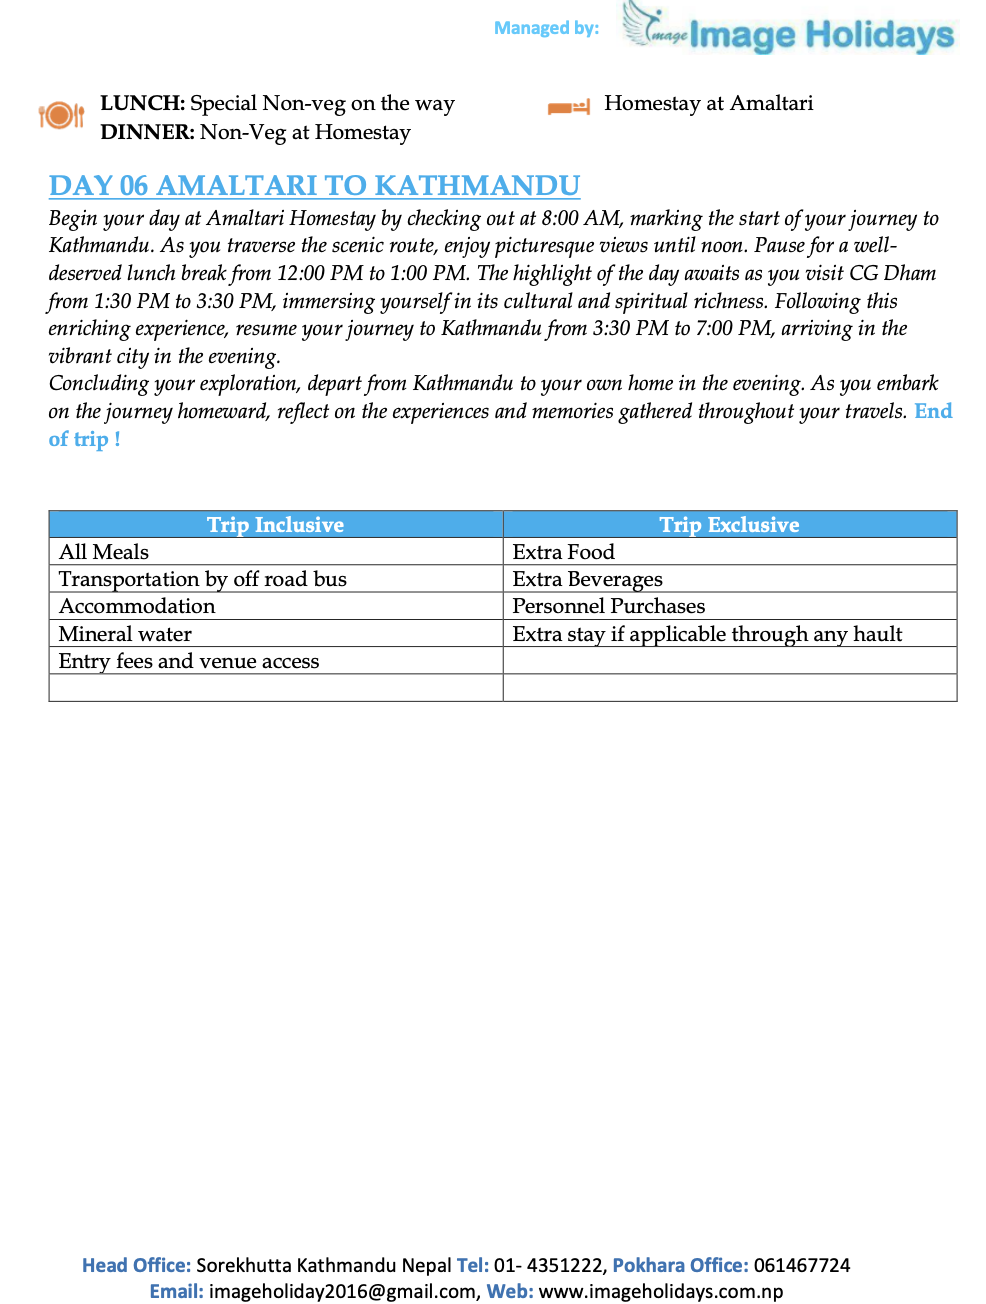 Managed by:
Image Image Holidays
LUNCH: Special Non-veg on the way
Homestay at Amaltari
DINNER: Non-Veg at Homestay
DAY 06 AMALTARI TO KATHMANDU
Begin your day at Amaltari Homestay by checking out at 8:00 AM, marking the start of your journey to
Kathmandu. As you traverse the scenic route, enjoy picturesque views until noon. Pause for a well-
deserved lunch break from 12:00 PM to 1:00 PM. The highlight of the day awaits as you visit CG Dham
from 1:30 PM to 3:30 PM, immersing yourself in its cultural and spiritual richness. Following this
enriching experience, resume your journey to Kathmandu from 3:30 PM to 7:00 PM, arriving in the
vibrant city in the evening.
Concluding your exploration, depart from Kathmandu to your own home in the evening. As you embark
on the journey homeward, reflect on the experiences and memories gathered throughout your travels. End
of trip !
Trip Inclusive Trip Exclusive
All Meals Extra Food
Transportation by off road bus Extra Beverages
Accommodation Personnel Purchases
Mineral water Extra stay if applicable through any hault
Entry fees and venue access
Head Office: Sorekhutta Kathmandu Nepal Tel: 01- 4351222, Pokhara Office: 061467724
Email: imageholiday2016@gmail.com, Web: www.imageholidays.com.np